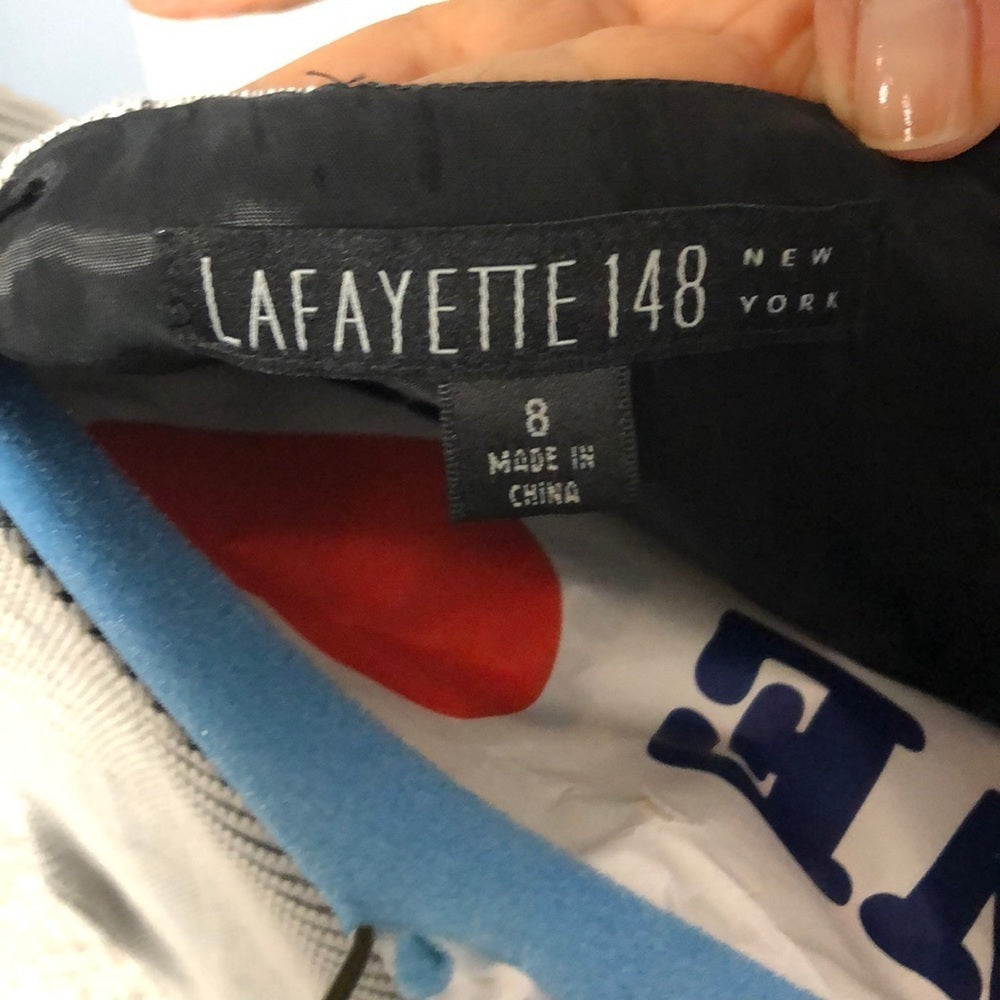 LAFAYETTE 148 NEW YORK
8
MADE IN
CHINA